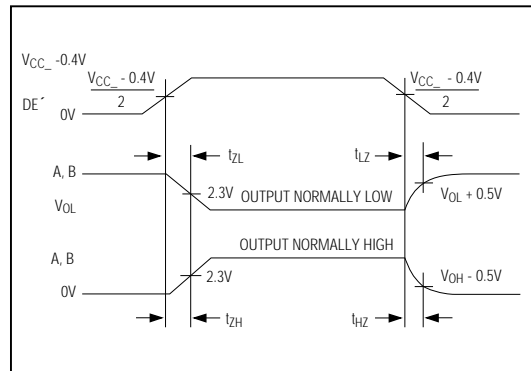 VCC_ -0.4V
VCC_ - 0.4V
2
VCC_ - 0.4V
2
DE´
0V
tZL
tLZ
A, B
2.3V
OUTPUT NORMALLY LOW
VOL + 0.5V
VOL
OUTPUT NORMALLY HIGH
A, B
2.3V
VOH - 0.5V
0V
tZH
tHZ